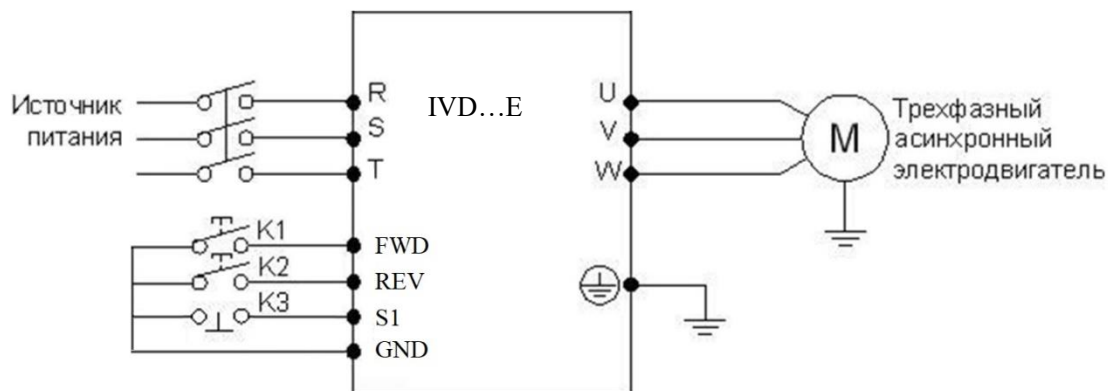 Источник
питания
R
S
T
IVD...E
U
V
W
M
Трехфазный
асинхронный
электродвигатель
K1
K2
K3
FWD
REV
S1
GND